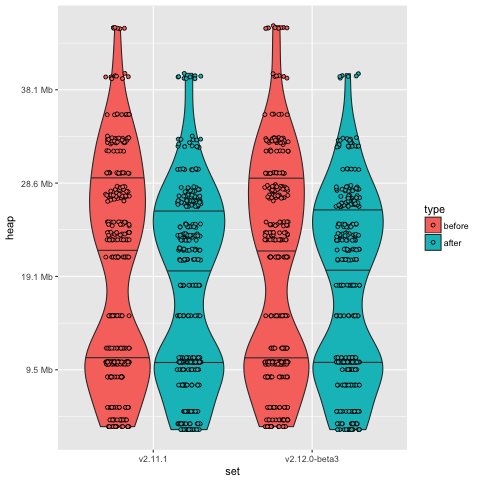 38.1 Mb
28.6 Mb
19.1 Mb
9.5 Mb
heap
v2.11.1
v2.12.0-beta3
set
type
before
after